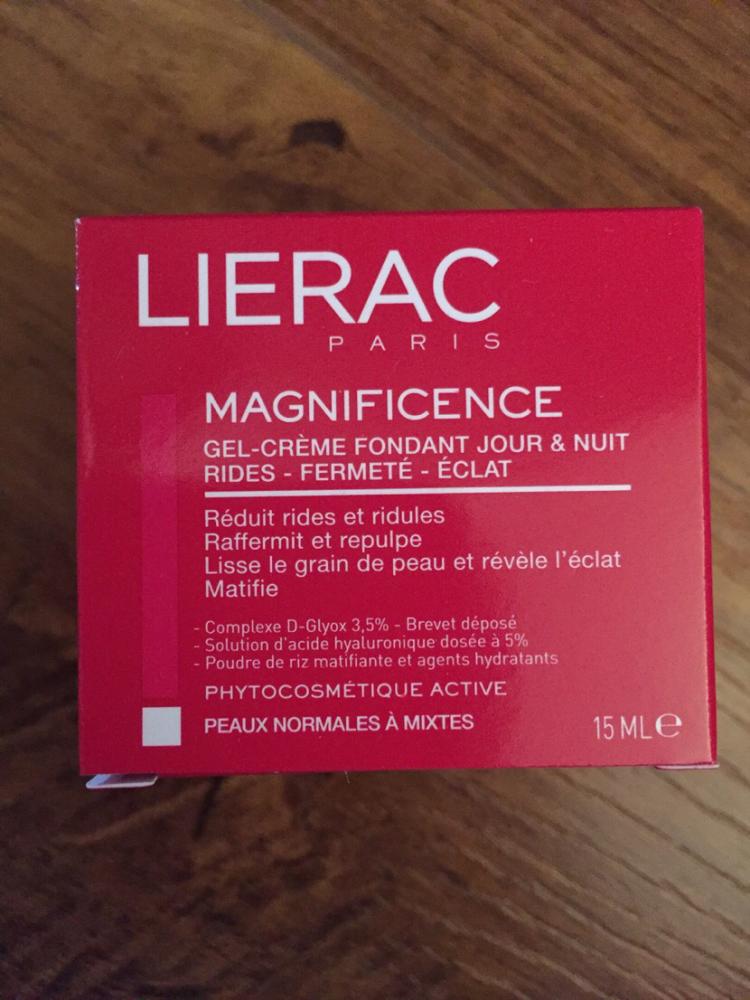 LIERAC
PARIS
MAGNIFICENCE
GEL-CRÈME FONDANT JOUR & NUIT
RIDES - FERMETÉ - ÉCLAT
Réduit rides et ridules
Raffermit et repulpe
Lisse le grain de peau et révèle l'éclat
Matifie
- Complexe D-Glyox 3,5% - Brevet déposé
- Solution d'acide hyaluronique dosée à 5%
- Poudre de riz matifiante et agents hydratants
PHYTOCOSMÉTIQUE ACTIVE
PEAUX NORMALES À MIXTES
15 ML ℮